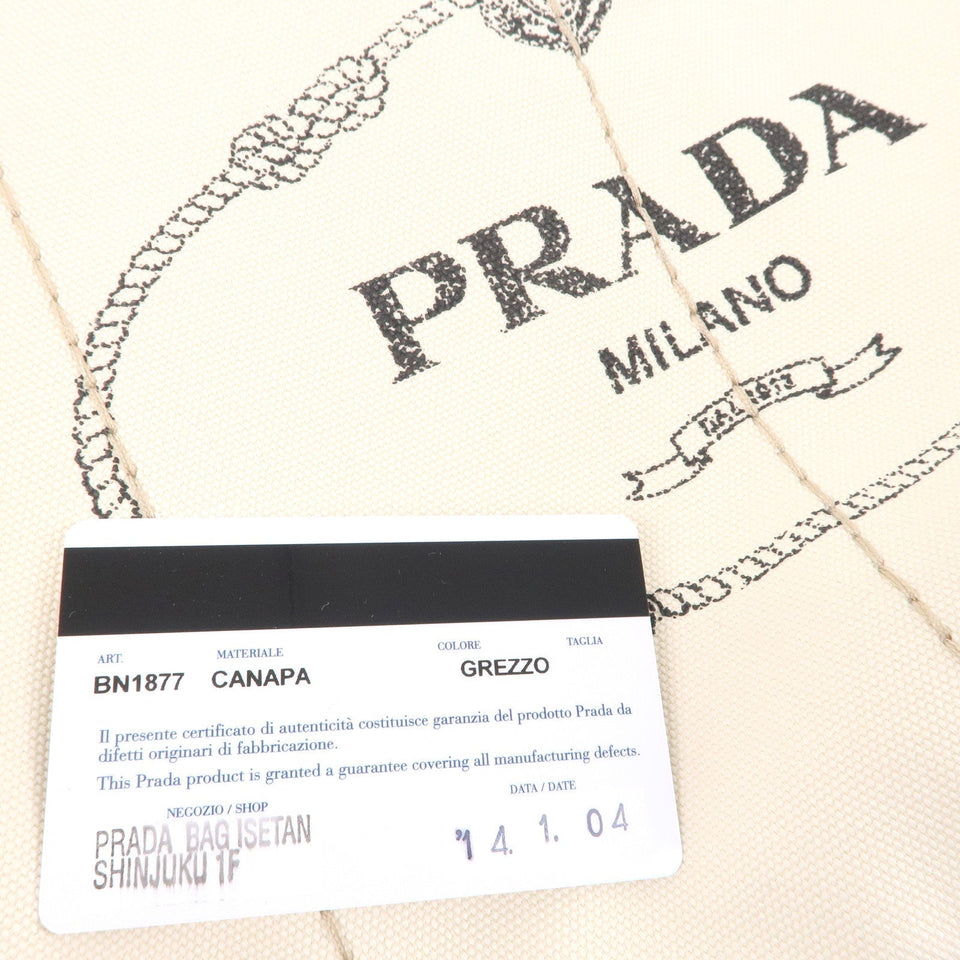 PRADA
MILANO
ART.
MATERIALE
COLORE
TAGLIA
BN1877
CANAPA
GREZZO
Il presente certificato di autenticità costituisce garanzia del prodotto Prada da
difetti originari di fabbricazione.
This Prada product is granted a guarantee covering all manufacturing defects.
NEGOZIO / SHOP
DATA / DATE
PRADA BAG ISETAN
SHINJUKU 1F
'14. 1. 04